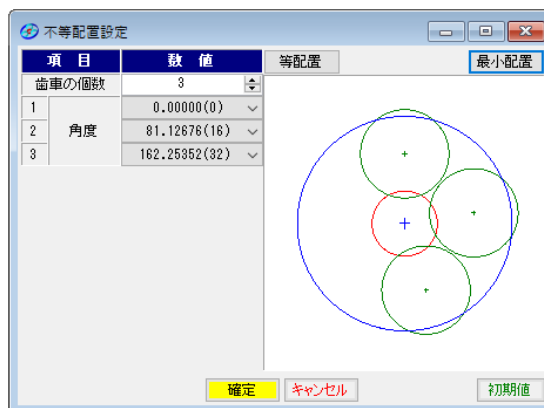 不等配置設定
項 目 数 値 等配置 最小配置
歯車の個数 3
1 0.00000(0)
2 角度 81.12676(16)
3 162.25352(32)
確定 キャンセル 初期値